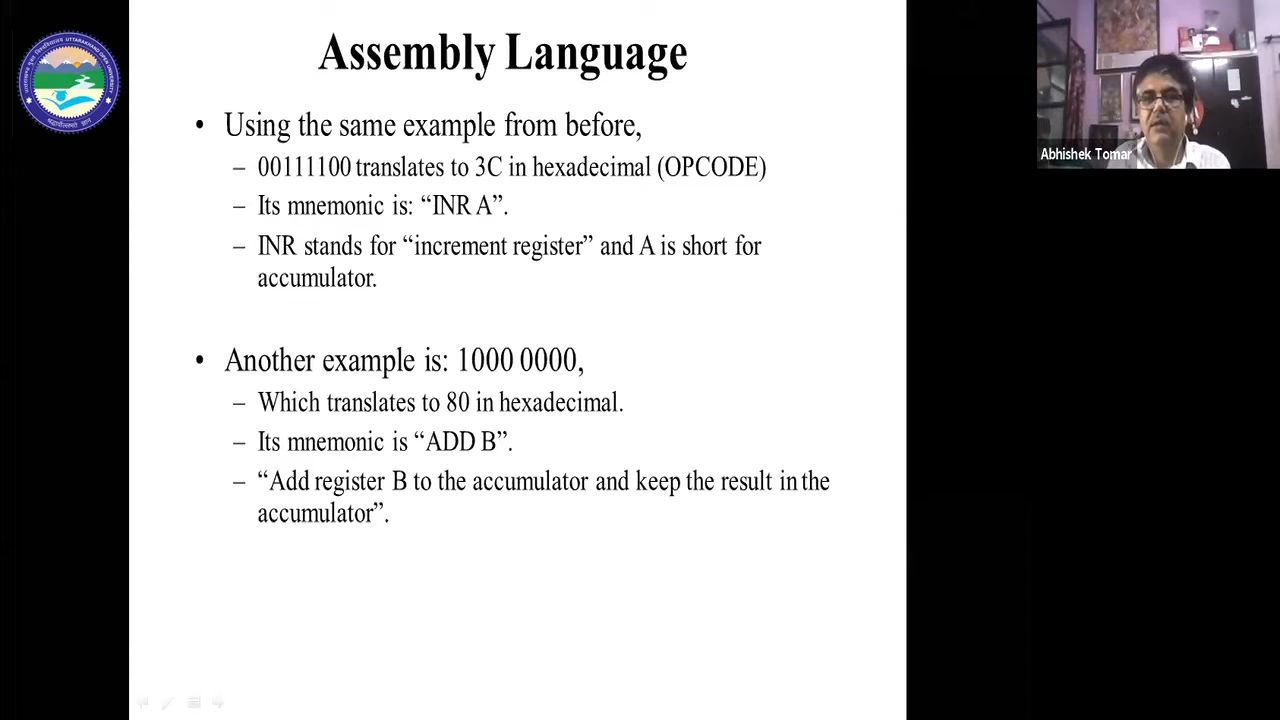 Assembly Language
• Using the same example from before,
– 00111100 translates to 3C in hexadecimal (OPCODE)
– Its mnemonic is: “INR A”.
– INR stands for “increment register” and A is short for
accumulator.
• Another example is: 1000 0000,
– Which translates to 80 in hexadecimal.
– Its mnemonic is “ADD B”.
– “Add register B to the accumulator and keep the result in the
accumulator”.
UTTARAKHAND OPEN UNIVERSITY
Abhishek Tomar